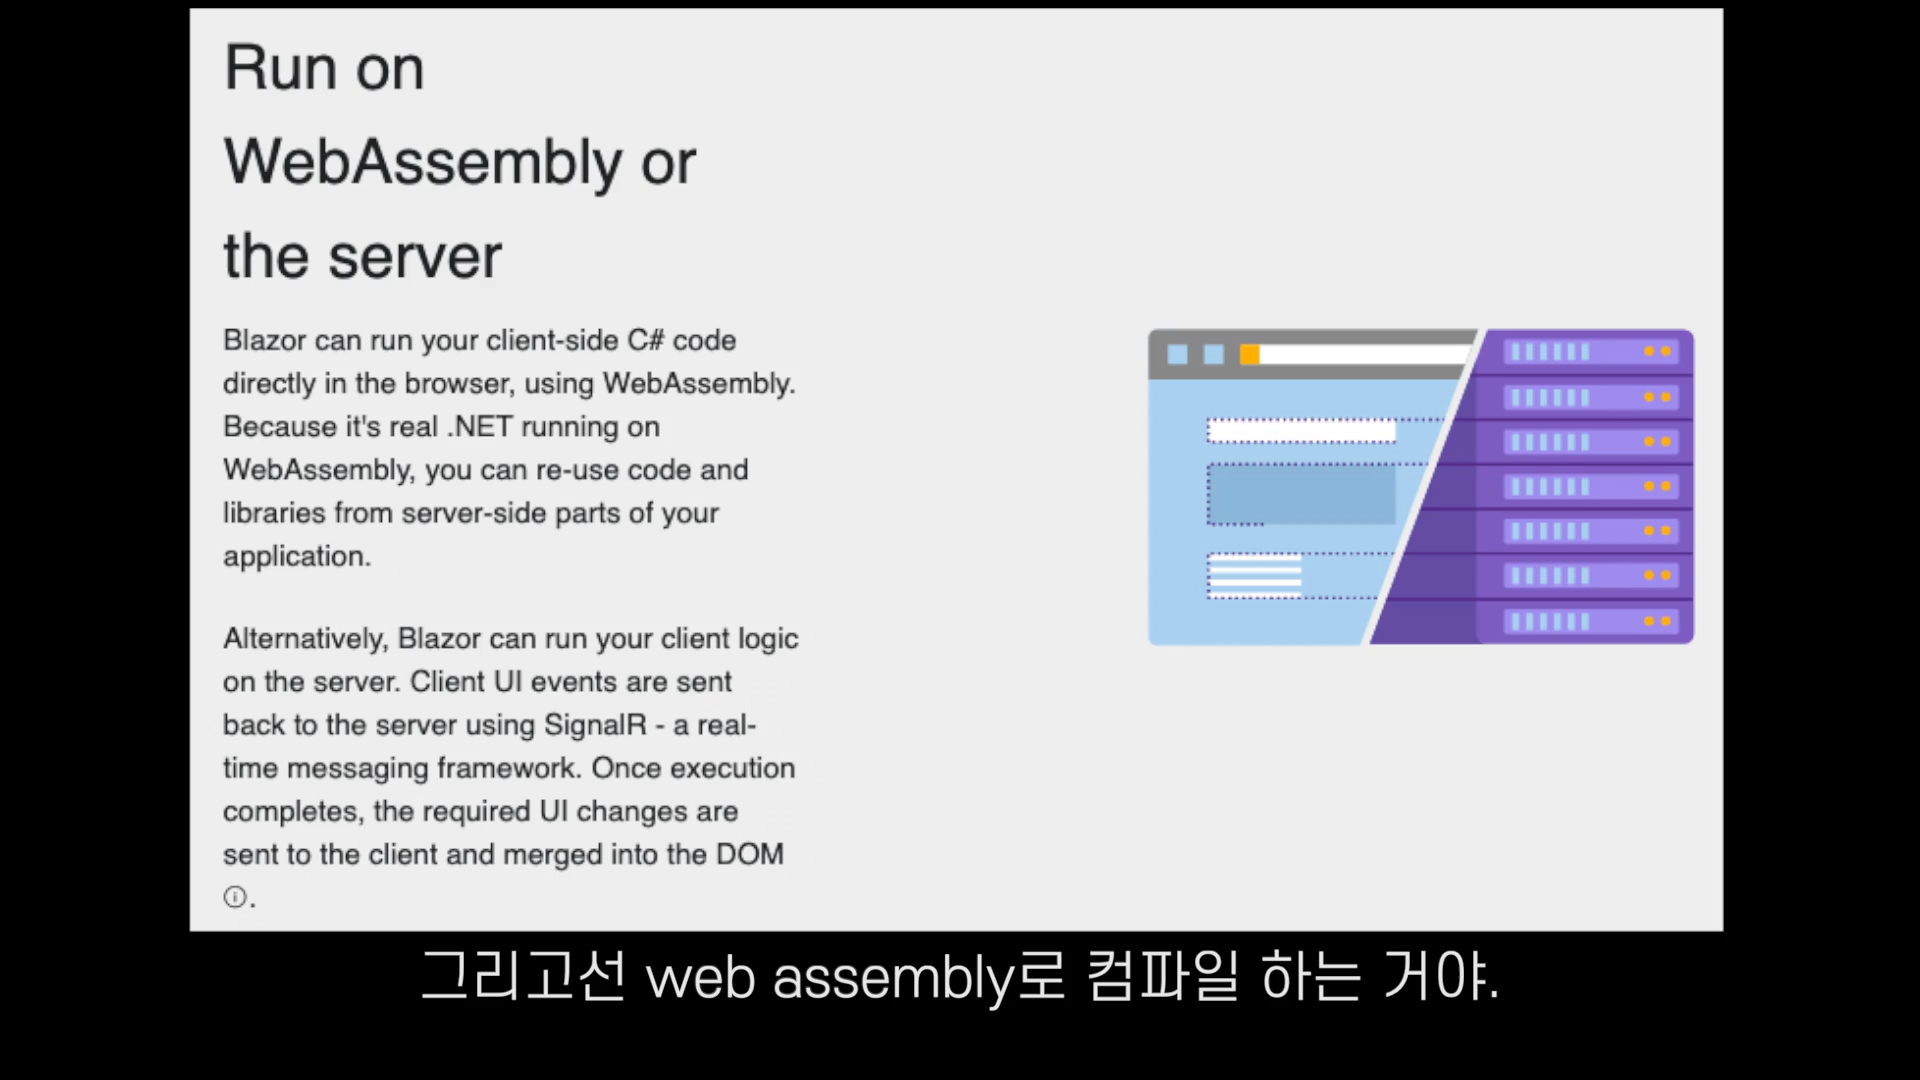 Run on
WebAssembly or
the server
Blazor can run your client-side C# code
directly in the browser, using WebAssembly.
Because it's real .NET running on
WebAssembly, you can re-use code and
libraries from server-side parts of your
application.
Alternatively, Blazor can run your client logic
on the server. Client UI events are sent
back to the server using SignalR - a real-
time messaging framework. Once execution
completes, the required UI changes are
sent to the client and merged into the DOM
ⓘ.
그리고선 web assembly로 컴파일 하는 거야.